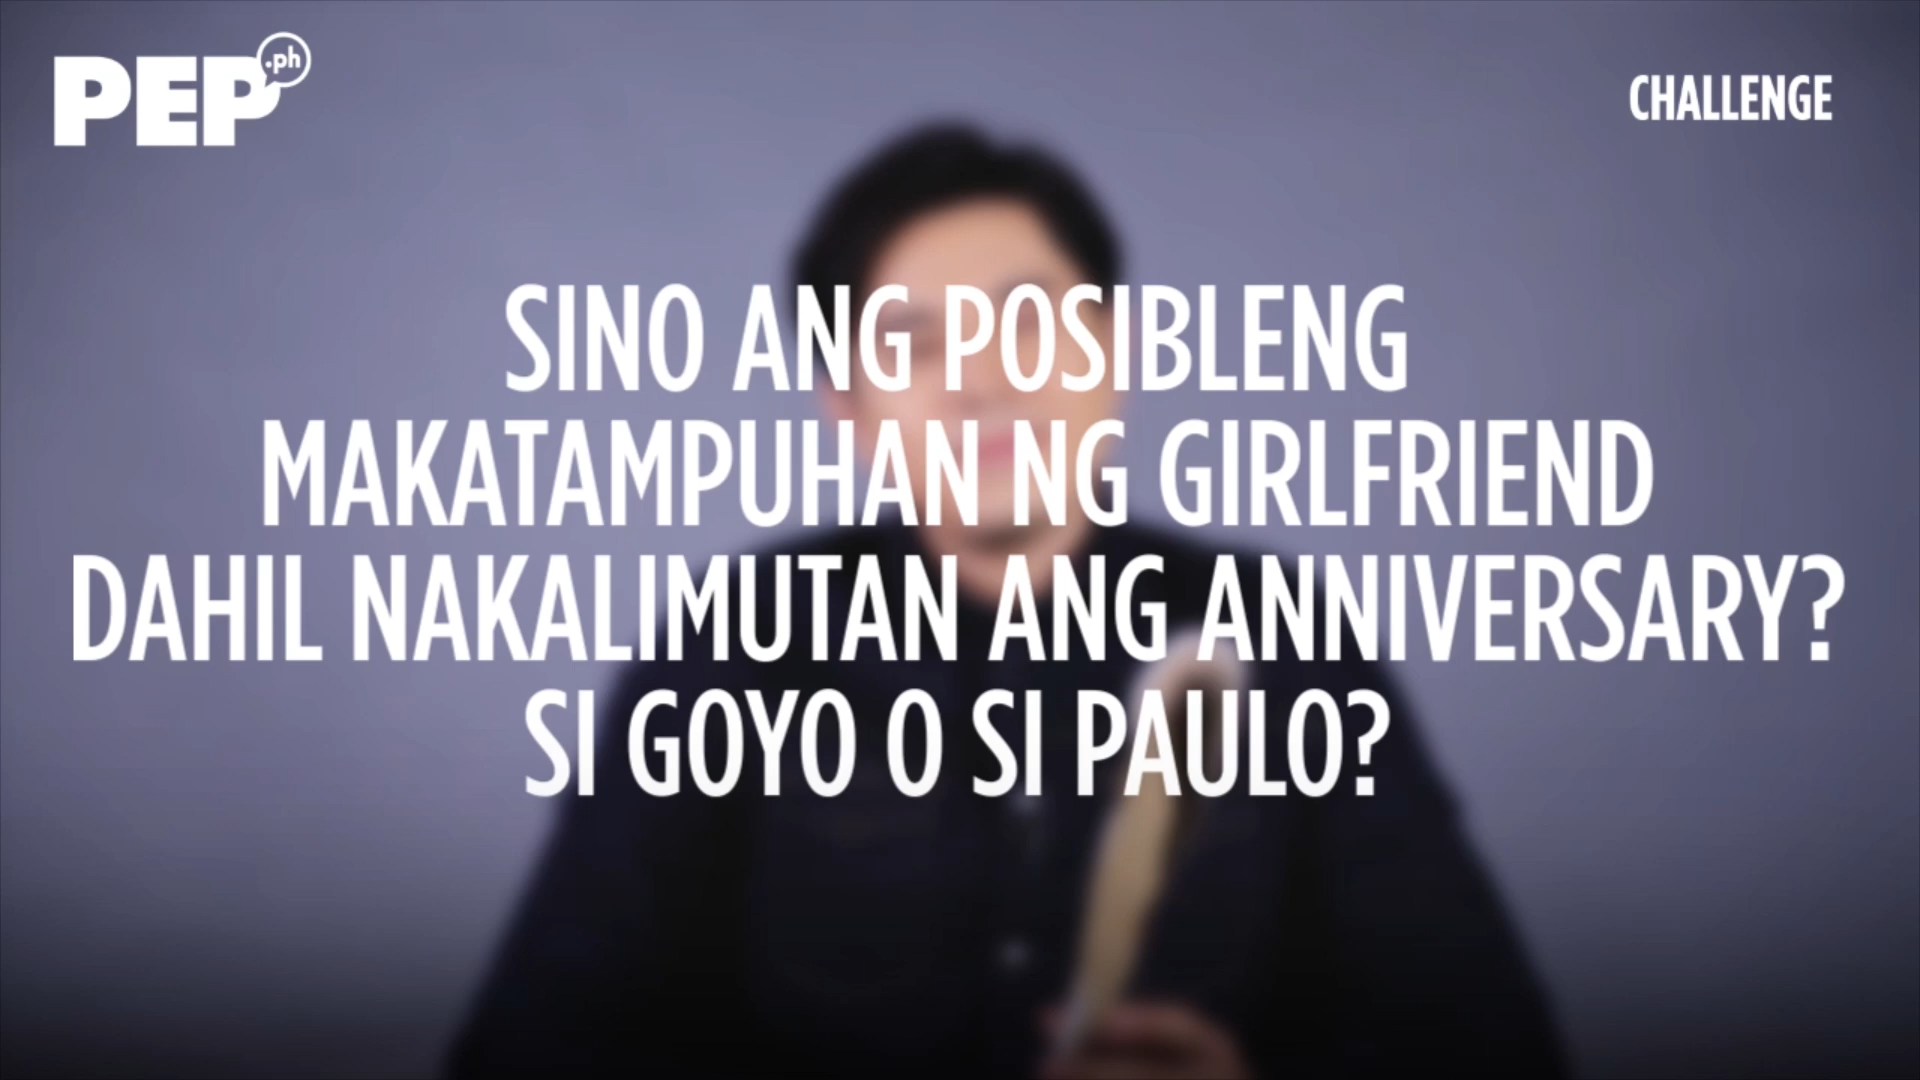 PEP.ph
CHALLENGE
SINO ANG POSIBLENG
MAKATAMPUHAN NG GIRLFRIEND
DAHIL NAKALIMUTAN ANG ANNIVERSARY?
SI GOYO O SI PAULO?